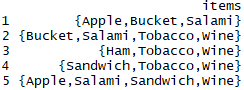 items
1 {Apple,Bucket,Salami}
2 {Bucket,Salami,Tobacco,Wine}
3 {Ham,Tobacco,Wine}
4 {Sandwich,Tobacco,Wine}
5 {Apple,Salami,Sandwich,Wine}